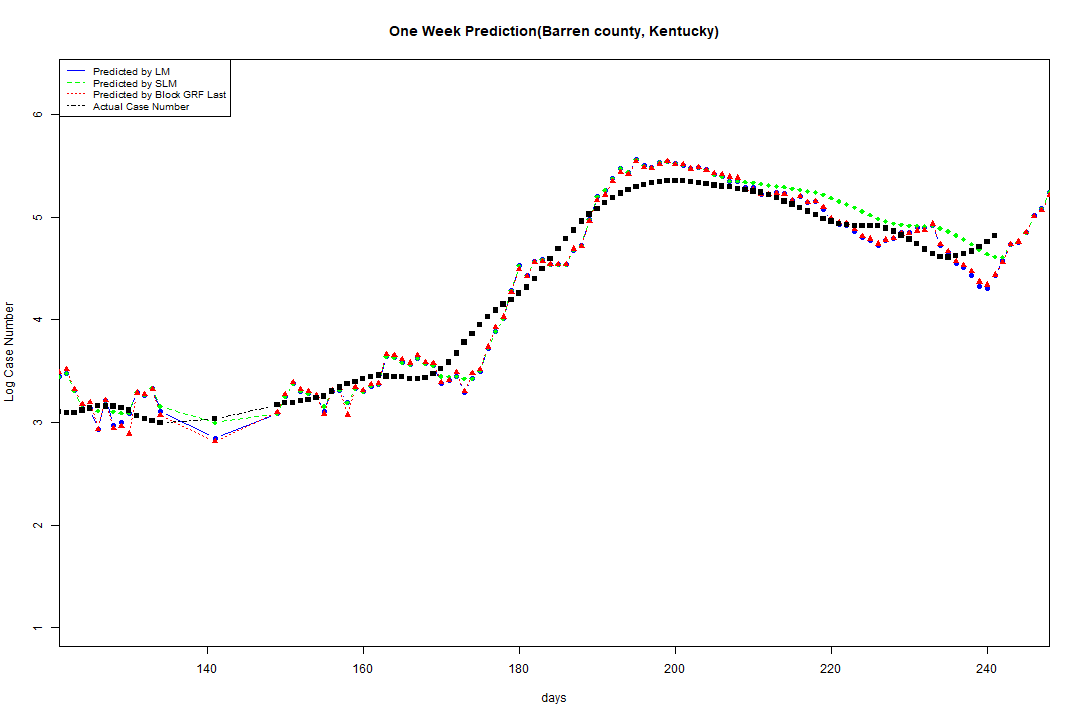 One Week Prediction(Barren county, Kentucky)
Predicted by LM
Predicted by SLM
Predicted by Block GRF Last
Actual Case Number
6
5
4
3
2
1
Log Case Number
140 160 180 200 220 240
days